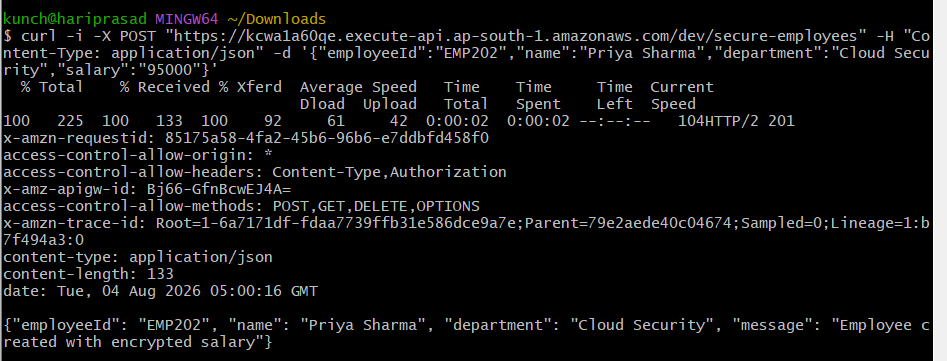 kunch@hariprasad MINGW64 ~/Downloads
$ curl -i -X POST "https://kcwa1a60qe.execute-api.ap-south-1.amazonaws.com/dev/secure-employees" -H "Co
ntent-Type: application/json" -d '{"employeeId":"EMP202","name":"Priya Sharma","department":"Cloud Secu
rity","salary":"95000"}'
  % Total    % Received % Xferd  Average Speed   Time    Time     Time  Current
                                 Dload  Upload   Total   Spent    Left  Speed
100   225  100   133  100    92     61     42  0:00:02  0:00:02 --:--:--   104HTTP/2 201
x-amzn-requestid: 85175a58-4fa2-45b6-96b6-e7ddbfd458f0
access-control-allow-origin: *
access-control-allow-headers: Content-Type,Authorization
x-amz-apigw-id: Bj66-GfnBcwEJ4A=
access-control-allow-methods: POST,GET,DELETE,OPTIONS
x-amzn-trace-id: Root=1-6a7171df-fdaa7739ffb31e586dce9a7e;Parent=79e2aede40c04674;Sampled=0;Lineage=1:b
7f494a3:0
content-type: application/json
content-length: 133
date: Tue, 04 Aug 2026 05:00:16 GMT

{"employeeId": "EMP202", "name": "Priya Sharma", "department": "Cloud Security", "message": "Employee c
reated with encrypted salary"}